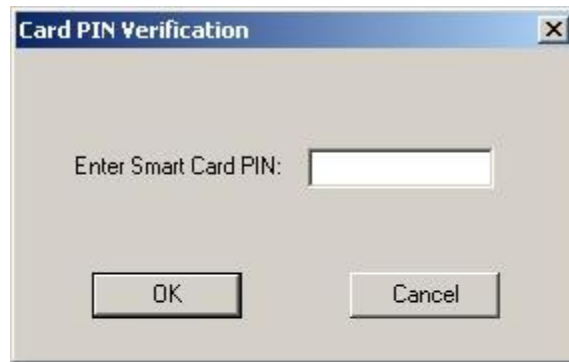 Card PIN Verification
Enter Smart Card PIN:
OK Cancel